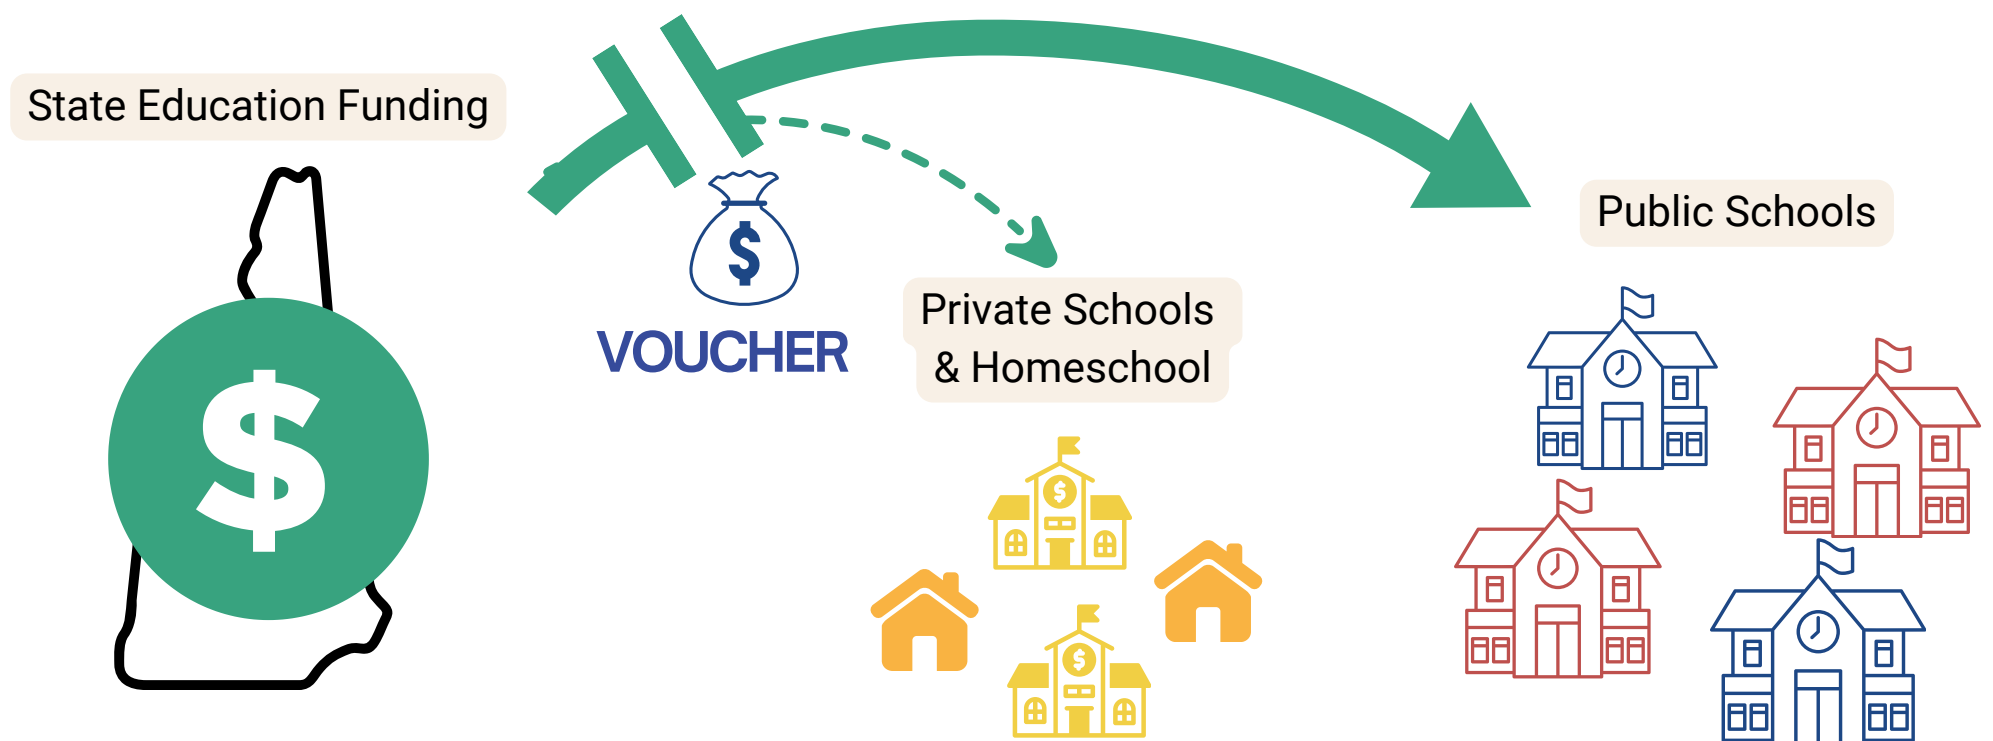 State Education Funding
$
$
VOUCHER
Private Schools
& Homeschool
$
$
Public Schools